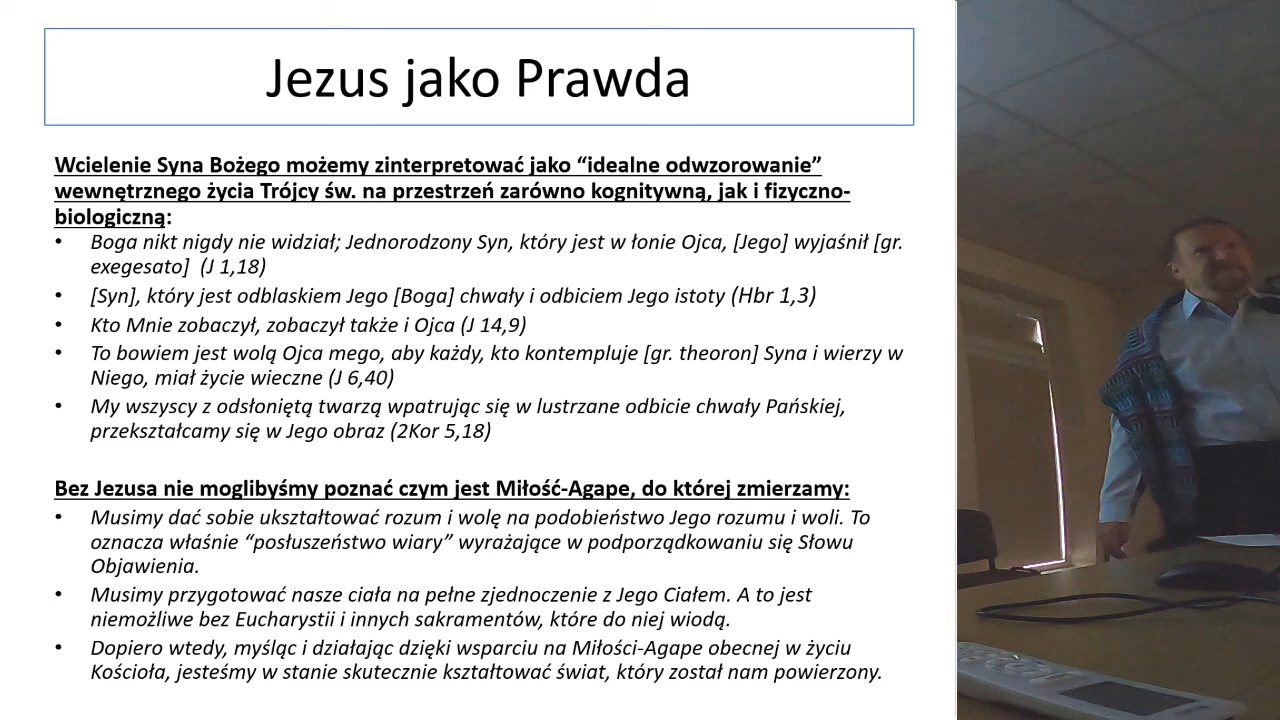 Jezus jako Prawda
Wcielenie Syna Bożego możemy zinterpretować jako “idealne odwzorowanie”
wewnętrznego życia Trójcy św. na przestrzeń zarówno kognitywną, jak i fizyczno-
biologiczną:
• Boga nikt nigdy nie widział; Jednorodzony Syn, który jest w łonie Ojca, [Jego] wyjaśnił [gr.
exegesato] (J 1,18)
• [Syn], który jest odblaskiem Jego [Boga] chwały i odbiciem Jego istoty (Hbr 1,3)
• Kto Mnie zobaczył, zobaczył także i Ojca (J 14,9)
• To bowiem jest wolą Ojca mego, aby każdy, kto kontempluje [gr. theoron] Syna i wierzy w
Niego, miał życie wieczne (J 6,40)
• My wszyscy z odsłoniętą twarzą wpatrując się w lustrzane odbicie chwały Pańskiej,
przekształcamy się w Jego obraz (2Kor 5,18)
Bez Jezusa nie moglibyśmy poznać czym jest Miłość-Agape, do której zmierzamy:
• Musimy dać sobie ukształtować rozum i wolę na podobieństwo Jego rozumu i woli. To
oznacza właśnie “posłuszeństwo wiary” wyrażające w podporządkowaniu się Słowu
Objawienia.
• Musimy przygotować nasze ciała na pełne zjednoczenie z Jego Ciałem. A to jest
niemożliwe bez Eucharystii i innych sakramentów, które do niej wiodą.
• Dopiero wtedy, myśląc i działając dzięki wsparciu na Miłości-Agape obecnej w życiu
Kościoła, jesteśmy w stanie skutecznie kształtować świat, który został nam powierzony.